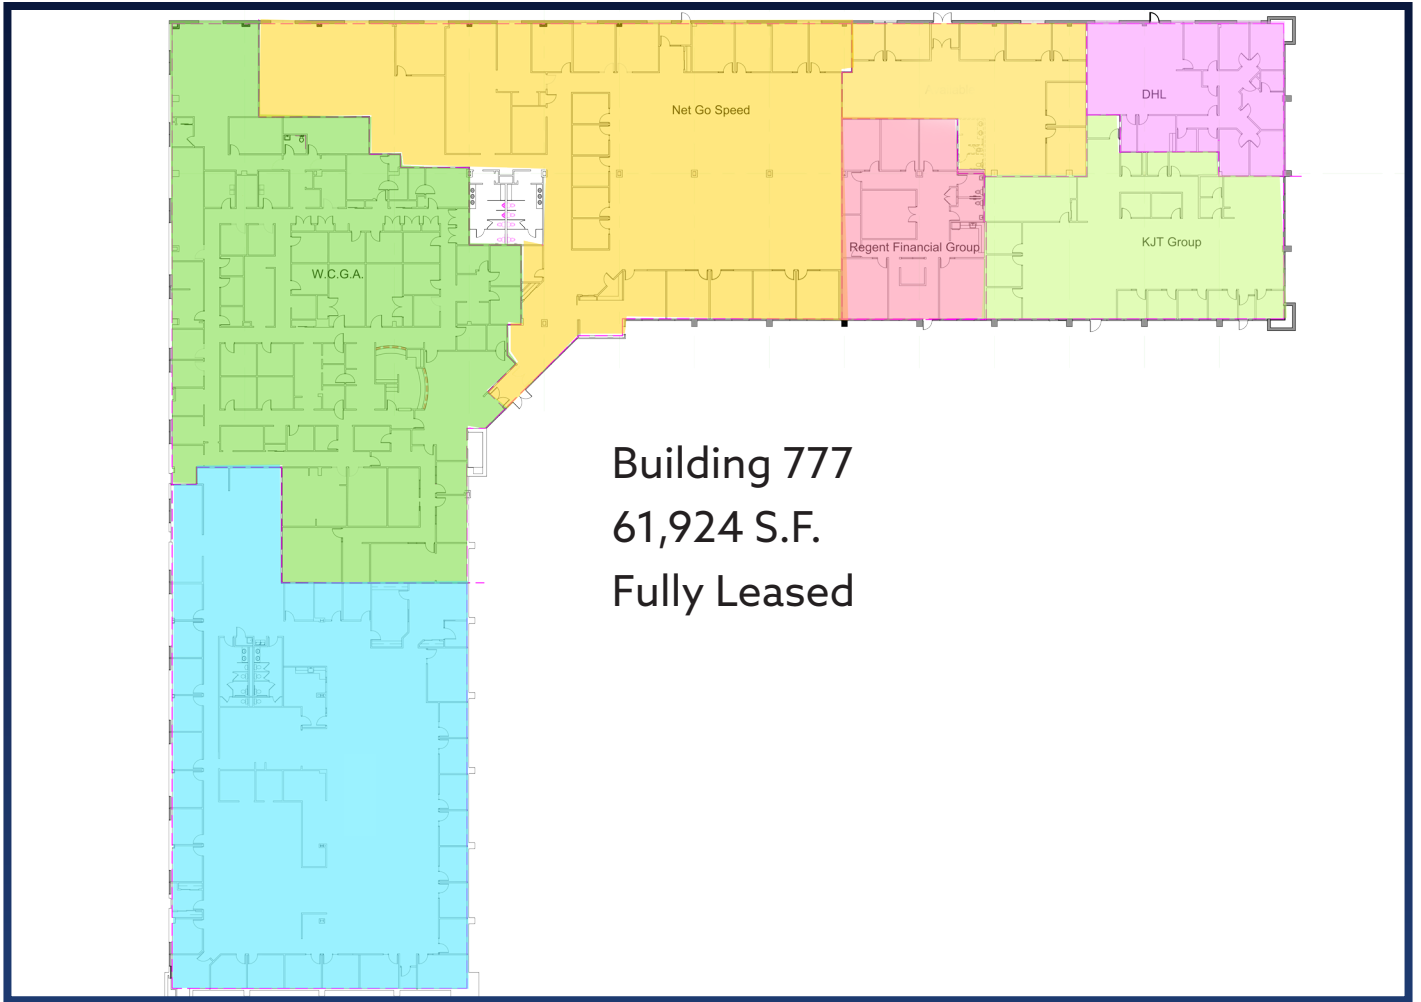 Net Go Speed
DHL
Regent Financial Group
KJT Group
W.C.G.A.
Building 777
61,924 S.F.
Fully Leased